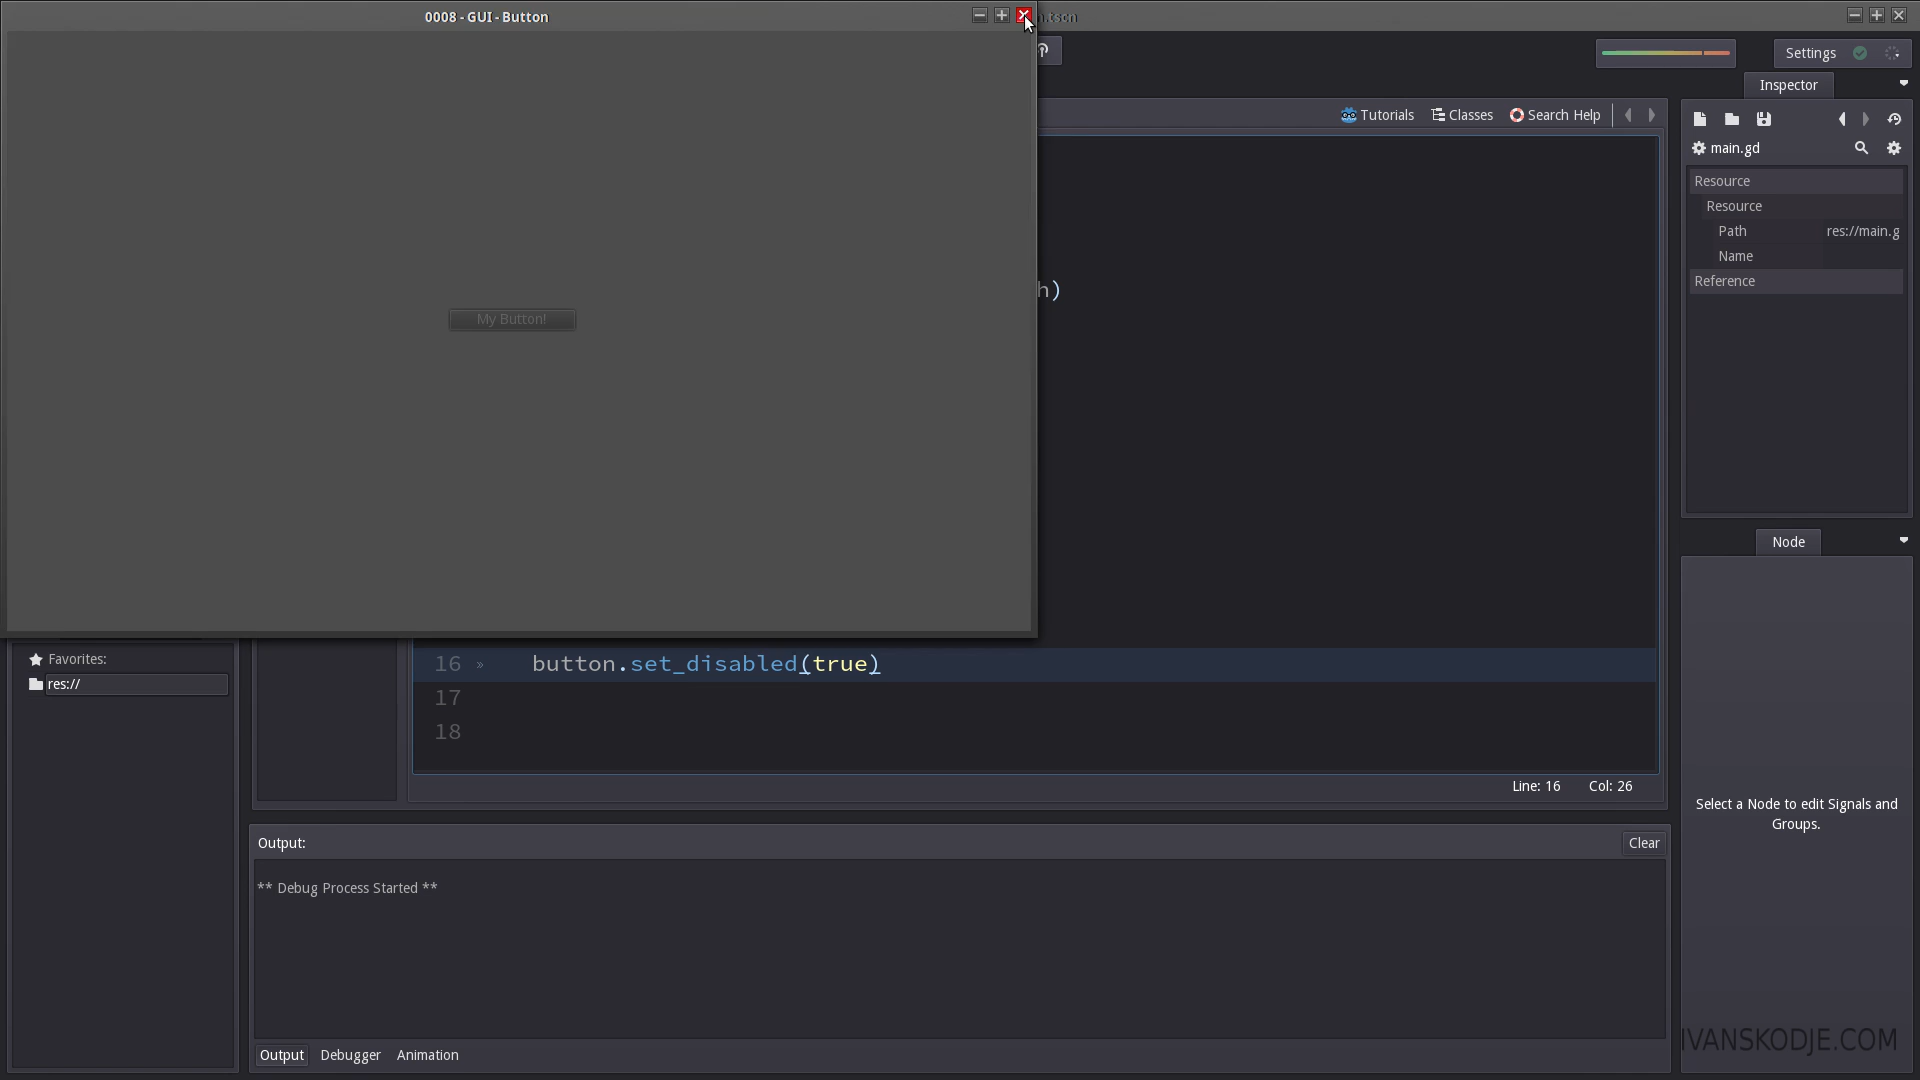 0008 - GUI - Button
.tscn
Settings
Inspector
Tutorials
Classes
Search Help
main.gd
Resource
Resource
Path
res://main.g
Name
Reference
h)
My Button!
Node
Favorites:
res://
16 » button.set_disabled(true)
17
18
Line: 16
Col: 26
Select a Node to edit Signals and
Groups.
Output:
Clear
** Debug Process Started **
Output
Debugger
Animation
IVANSKODJE.COM